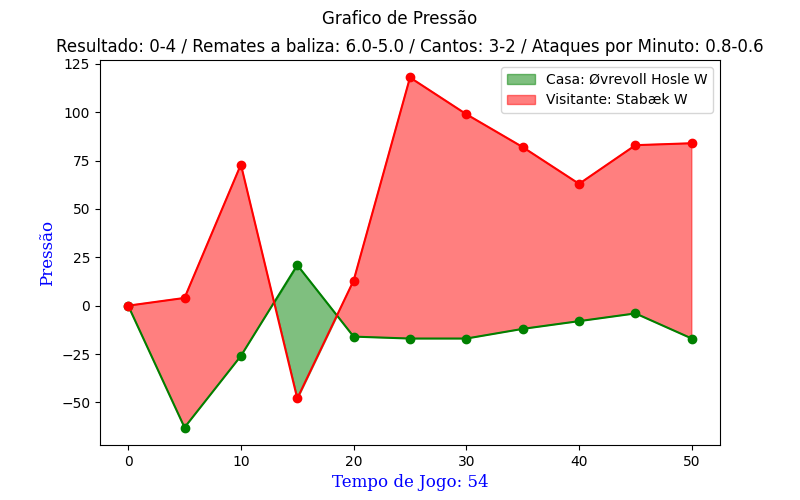 Grafico de Pressão
Resultado: 0-4 / Remates a baliza: 6.0-5.0 / Cantos: 3-2 / Ataques por Minuto: 0.8-0.6
Casa: Øvrevoll Hosle W
Visitante: Stabæk W
Pressão
125
100
75
50
25
0
−25
−50
0 10 20 30 40 50
Tempo de Jogo: 54